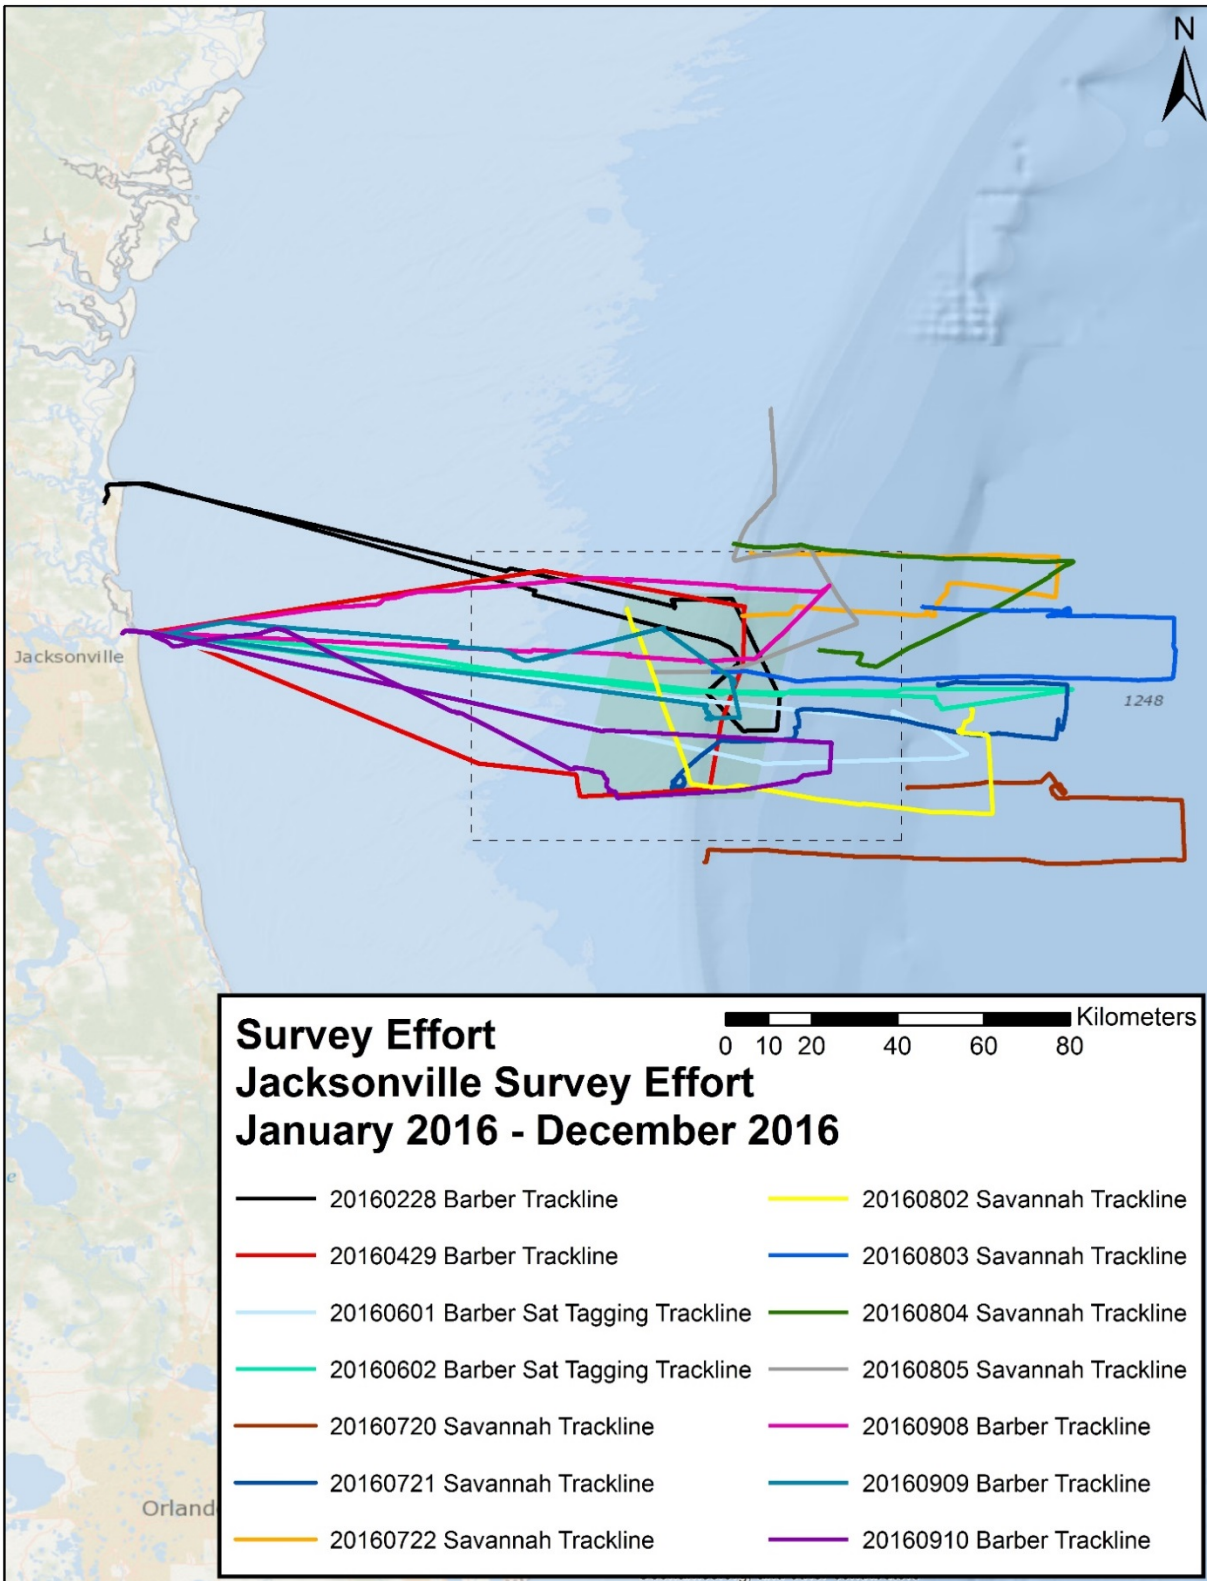 N
Jacksonville
1248
Survey Effort
Jacksonville Survey Effort
January 2016 - December 2016
Kilometers
0 10 20 40 60 80
20160228 Barber Trackline
20160429 Barber Trackline
20160601 Barber Sat Tagging Trackline
20160602 Barber Sat Tagging Trackline
20160720 Savannah Trackline
20160721 Savannah Trackline
20160722 Savannah Trackline
20160802 Savannah Trackline
20160803 Savannah Trackline
20160804 Savannah Trackline
20160805 Savannah Trackline
20160908 Barber Trackline
20160909 Barber Trackline
20160910 Barber Trackline
e
Orland